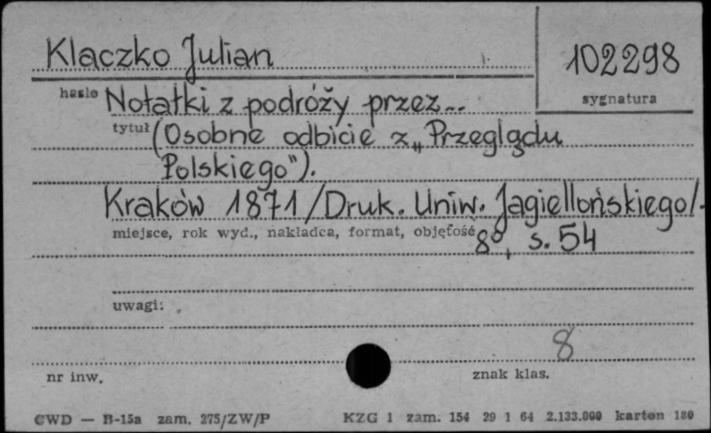 Klaczko Julian
102298
hasło Notatki z podróży przez...
sygnatura
tytuł (Osobne odbicie z „Przeglądu
Polskiego").
Kraków 1871/Druk. Uniw. Jagiellońskiego/.
miejsce, rok wyd., nakładca, format, objętość 8°, s. 54
uwagi:
8
nr inw.
znak klas.
CWD — B-15a zam. 275/ZW/P KZG 1 zam. 154 29 1 64 2.133.000 karton 180